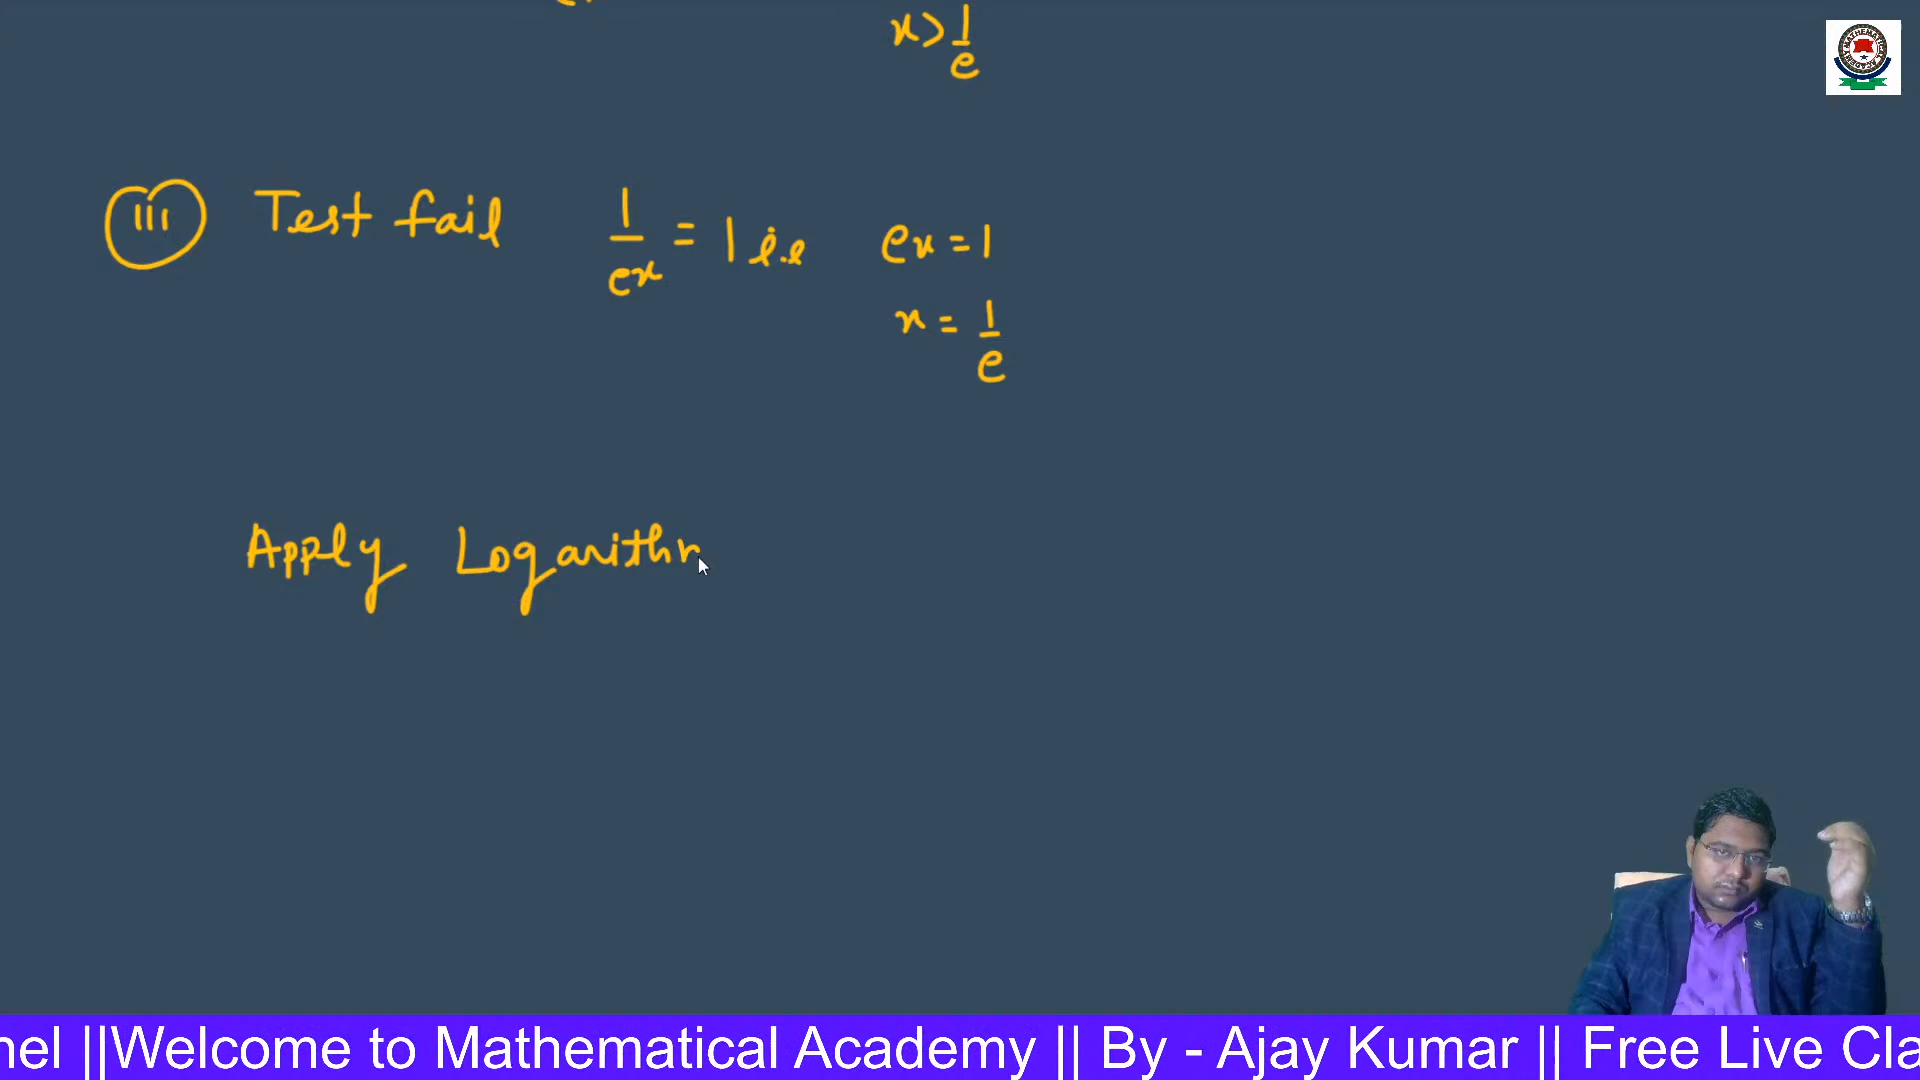 x > 1/e
iii Test fail 1/ex = 1 i.e ex = 1
x = 1/e
Apply Logarith
nel ||Welcome to Mathematical Academy || By - Ajay Kumar || Free Live Cla